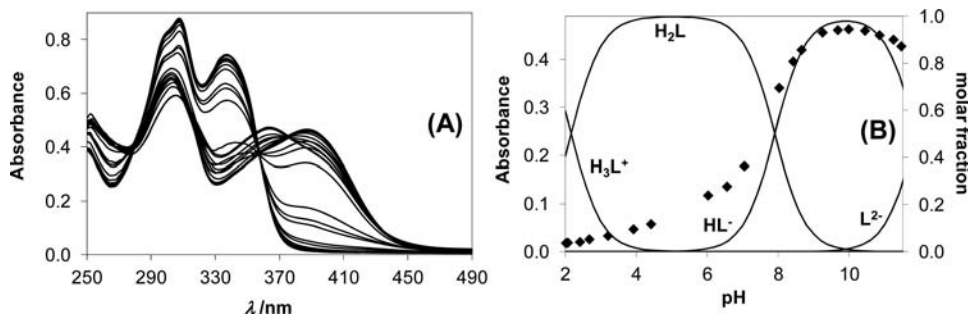 (A)
Absorbance
0.8
0.6
0.4
0.2
0.0
250 290 330 370 410 450 490
λ /nm
(B)
Absorbance
0.4
0.3
0.2
0.1
0.0
2 4 6 8 10
pH
1.0
0.8
0.6
0.4
0.2
0.0
molar fraction
H₂L
H₃L⁺
HL⁻
L²⁻